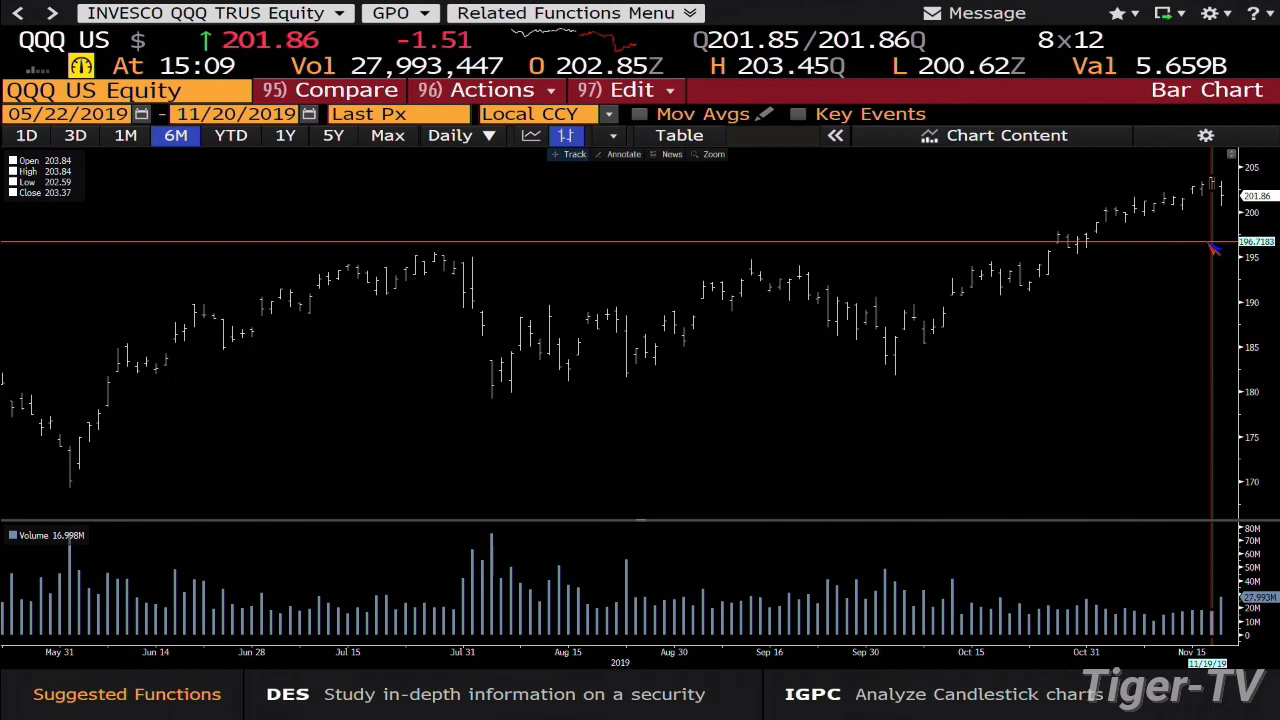 INVESCO QQQ TRUS Equity GPO Related Functions Menu Message ?
QQQ US $ ↑ 201.86 -1.51 Q201.85/201.86Q 8x12
At 15:09 Vol 27,993,447 O 202.85Z H 203.45Q L 200.62Z Val 5.659B
QQQ US Equity 95) Compare 96) Actions 97) Edit Bar Chart
05/22/2019 - 11/20/2019 Last Px Local CCY Mov Avgs Key Events
1D 3D 1M 6M YTD 1Y 5Y Max Daily ▼ Table « Chart Content
Track Annotate News Zoom
Open 203.84
High 203.84
Low 202.59
Close 203.37
205
201.86
200
196.7183
195
190
185
180
175
170
Volume 16.998M
80M
70M
60M
50M
40M
27.993M
20M
10M
0
May 31 Jun 14 Jun 28 Jul 15 Jul 31 Aug 15 Aug 30 Sep 16 Sep 30 Oct 15 Oct 31 Nov 15
2019 11/19/19
Suggested Functions DES Study in-depth information on a security IGPC Analyze Candlestick charts
Tiger-TV